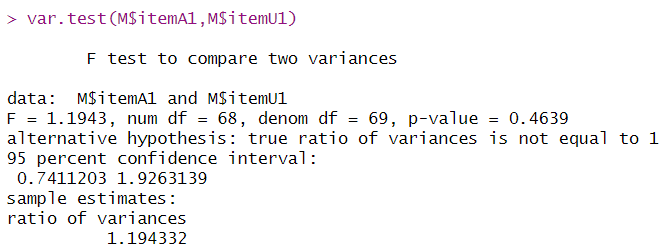 > var.test(M$itemA1,M$itemU1)
F test to compare two variances
data:  M$itemA1 and M$itemU1
F = 1.1943, num df = 68, denom df = 69, p-value = 0.4639
alternative hypothesis: true ratio of variances is not equal to 1
95 percent confidence interval:
 0.7411203 1.9263139
sample estimates:
ratio of variances
1.194332